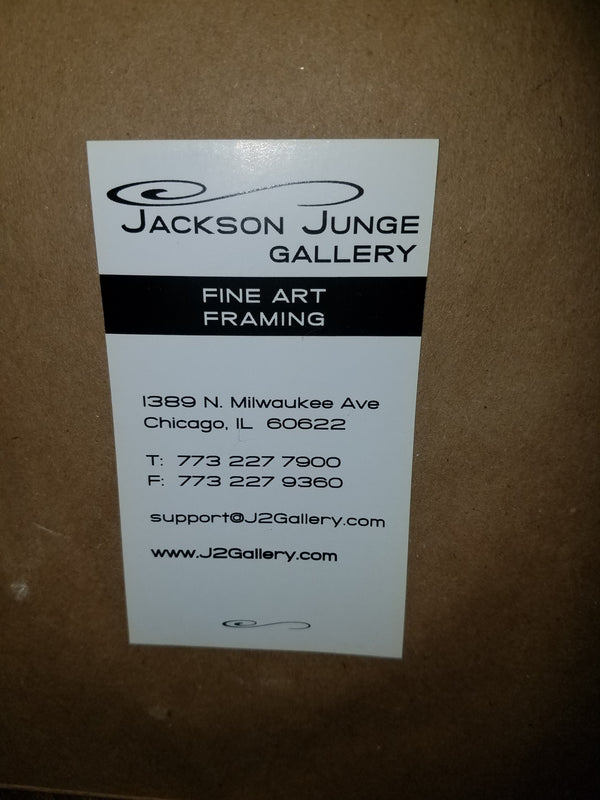 JACKSON JUNGE
GALLERY
FINE ART
FRAMING
1389 N. Milwaukee Ave
Chicago, IL 60622
T: 773 227 7900
F: 773 227 9360
support@J2Gallery.com
www.J2Gallery.com